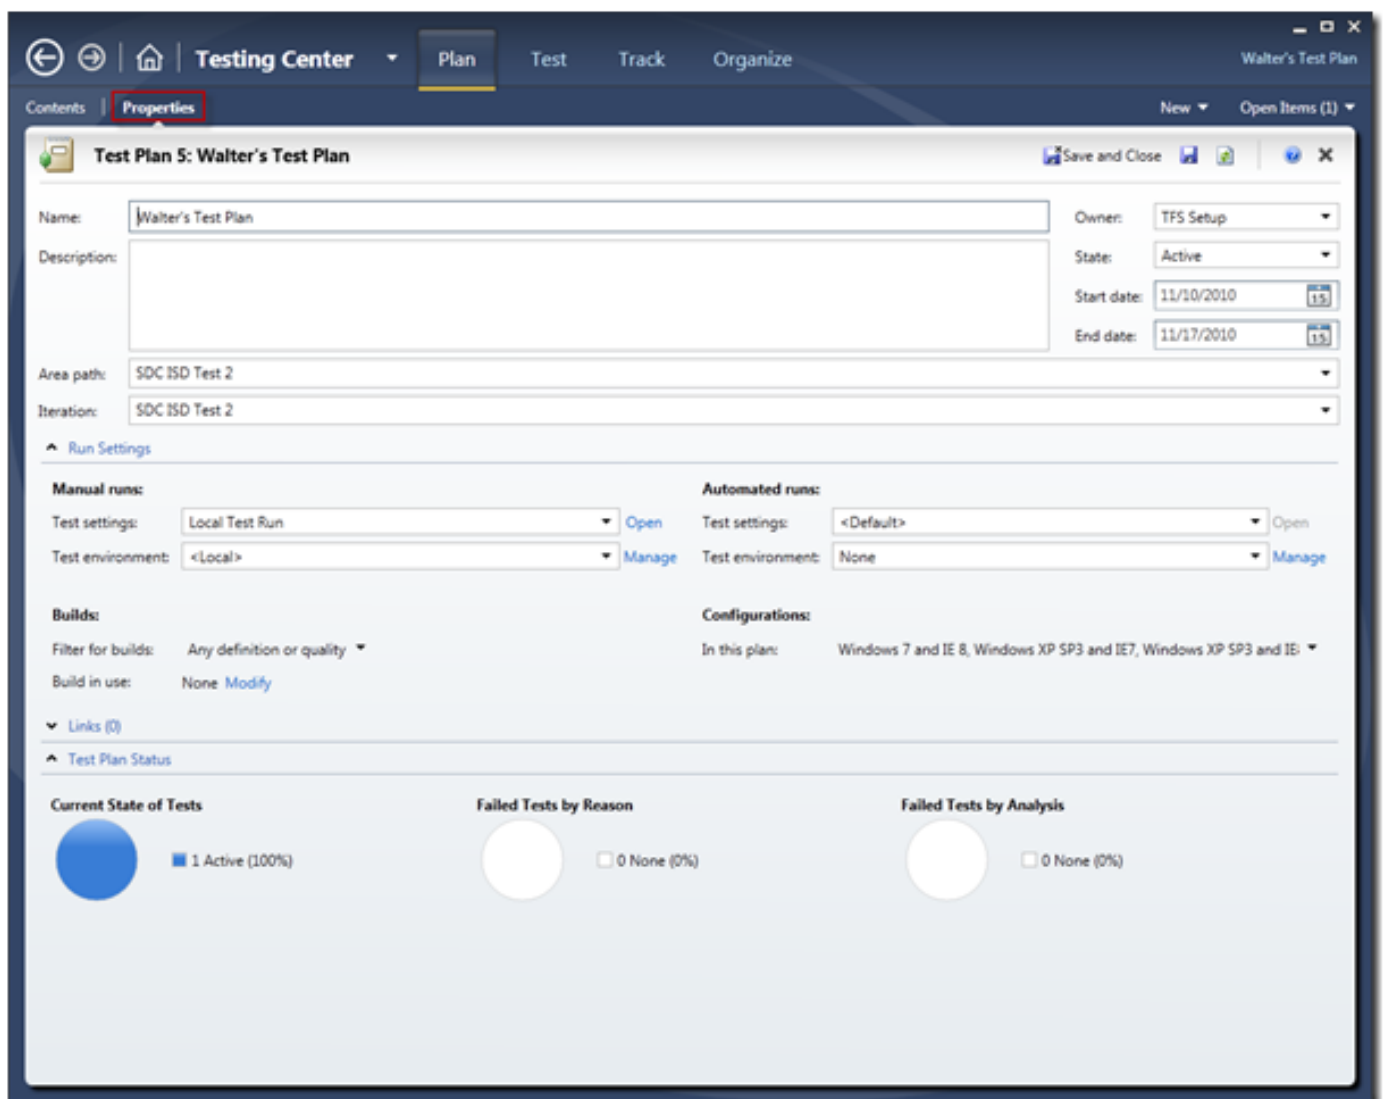 Testing Center Plan Test Track Organize Walter's Test Plan
Contents | Properties New Open Items (1)
Test Plan 5: Walter's Test Plan Save and Close
Name: Walter's Test Plan Owner: TFS Setup
Description: State: Active
Start date: 11/10/2010 15
End date: 11/17/2010 15
Area path: SDC ISD Test 2
Iteration: SDC ISD Test 2
Run Settings
Manual runs: Automated runs:
Test settings: Local Test Run Open Test settings: <Default> Open
Test environment: <Local> Manage Test environment: None Manage
Builds: Configurations:
Filter for builds: Any definition or quality In this plan: Windows 7 and IE 8, Windows XP SP3 and IE7, Windows XP SP3 and
Build in use: None Modify
Links (0)
Test Plan Status
Current State of Tests Failed Tests by Reason Failed Tests by Analysis
1 Active (100%) 0 None (0%) 0 None (0%)